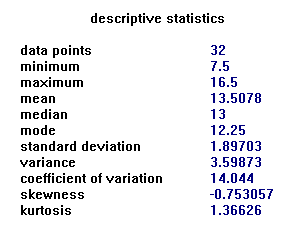 descriptive statistics
data points 32
minimum 7.5
maximum 16.5
mean 13.5078
median 13
mode 12.25
standard deviation 1.89703
variance 3.59873
coefficient of variation 14.044
skewness -0.753057
kurtosis 1.36626